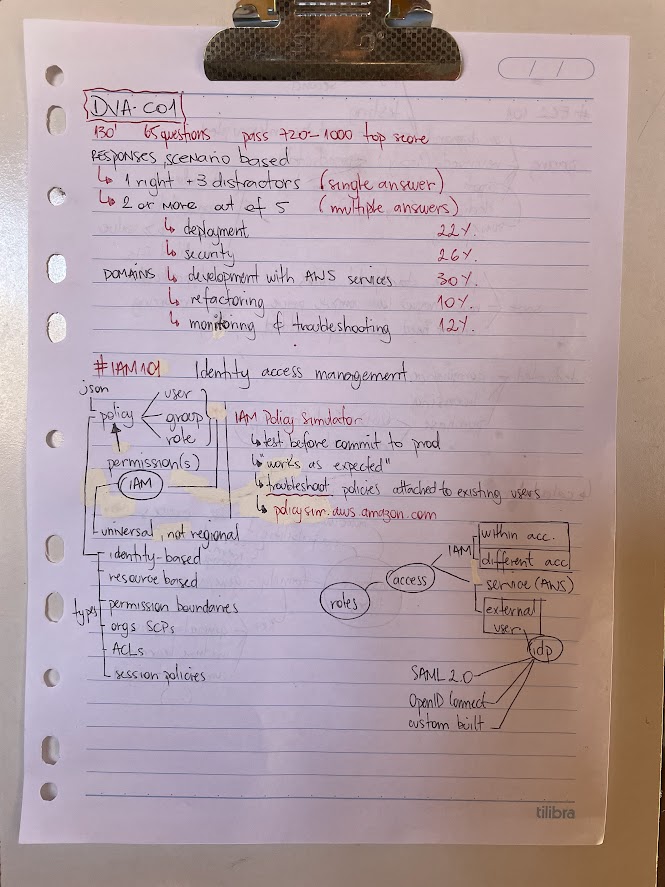 / /
DVA-C01
130' 65 questions pass 720-1000 top score
RESPONSES, SCENARIO based
↳ 1 right + 3 distractors (single answer)
↳ 2 or more out of 5 (multiple answers)
↳ deployment 22%.
↳ security 26%.
DOMAINS ↳ development with AWS services 30%.
↳ refactoring 10%.
↳ monitoring & troubleshooting 12%.
#IAM101 Identity access management
json
policy
user
group
role
permission(s)
IAM
universal, not regional
types
identity-based
resource based
permission boundaries
orgs SCPs
ACLs
session policies
IAM Policy Simulator
↳ test before commit to prod
↳ "works as expected"
↳ troubleshoot policies attached to existing users
↳ policysim.aws.amazon.com
roles
access
IAM
within acc.
different acc
service (AWS)
external
user
idp
SAML 2.0
OpenID Connect
custom built
tilibra